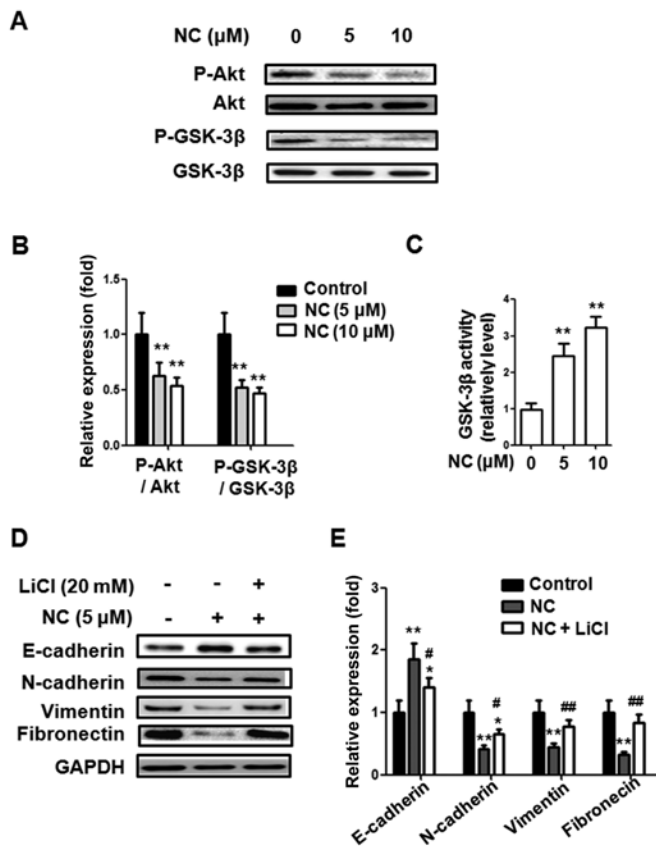 A
NC (µM) 0 5 10
P-Akt
Akt
P-GSK-3β
GSK-3β
B
Relative expression (fold)
1.5
1.0
0.5
0.0
Control
NC (5 µM)
NC (10 µM)
** ** ** **
P-Akt / Akt
P-GSK-3β / GSK-3β
C
GSK-3β activity (relatively level)
4
3
2
1
0
** **
NC (µM) 0 5 10
D
LiCl (20 mM) - - +
NC (5 µM) - + +
E-cadherin
N-cadherin
Vimentin
Fibronectin
GAPDH
E
Relative expression (fold)
3
2
1
0
Control
NC
NC + LiCl
** # * ** # * ** ## ** ##
E-cadherin
N-cadherin
Vimentin
Fibronecin